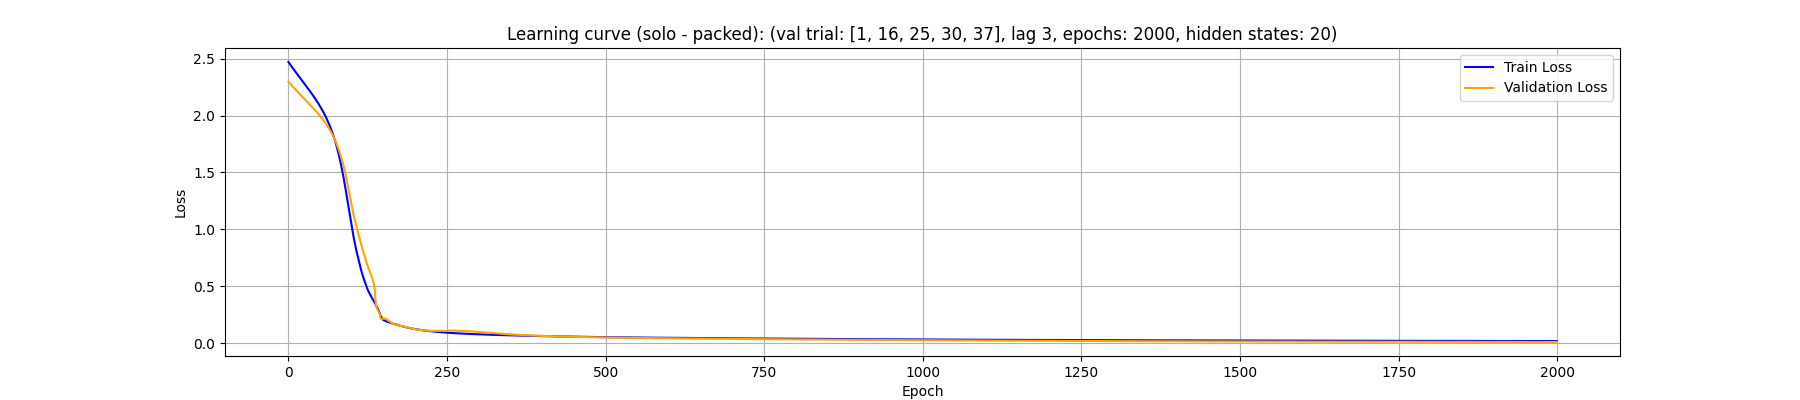 Learning curve (solo - packed): (val trial: [1, 16, 25, 30, 37], lag 3, epochs: 2000, hidden states: 20)
Train Loss
Validation Loss
Loss
2.5
2.0
1.5
1.0
0.5
0.0
0 250 500 750 1000 1250 1500 1750 2000
Epoch